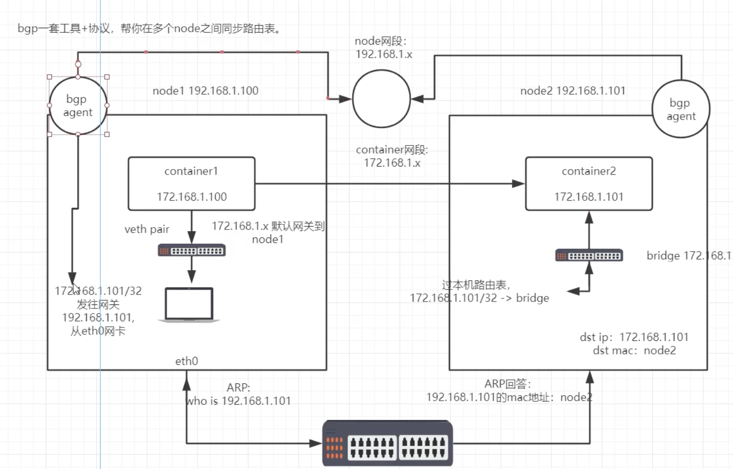 bgp一套工具+协议，帮你在多个node之间同步路由表。
node网段：
192.168.1.x
bgp
agent
node1 192.168.1.100
node2 192.168.1.101
bgp
agent
container网段：
172.168.1.x
container1
172.168.1.100
container2
172.168.1.101
veth pair
172.168.1.x 默认网关到
node1
bridge 172.168.1
172.168.1.101/32
发往网关
192.168.1.101,
从eth0网卡
过本机路由表，
172.168.1.101/32 -> bridge
dst ip：172.168.1.101
dst mac：node2
eth0
ARP:
who is 192.168.1.101
ARP回答：
192.168.1.101的mac地址：node2